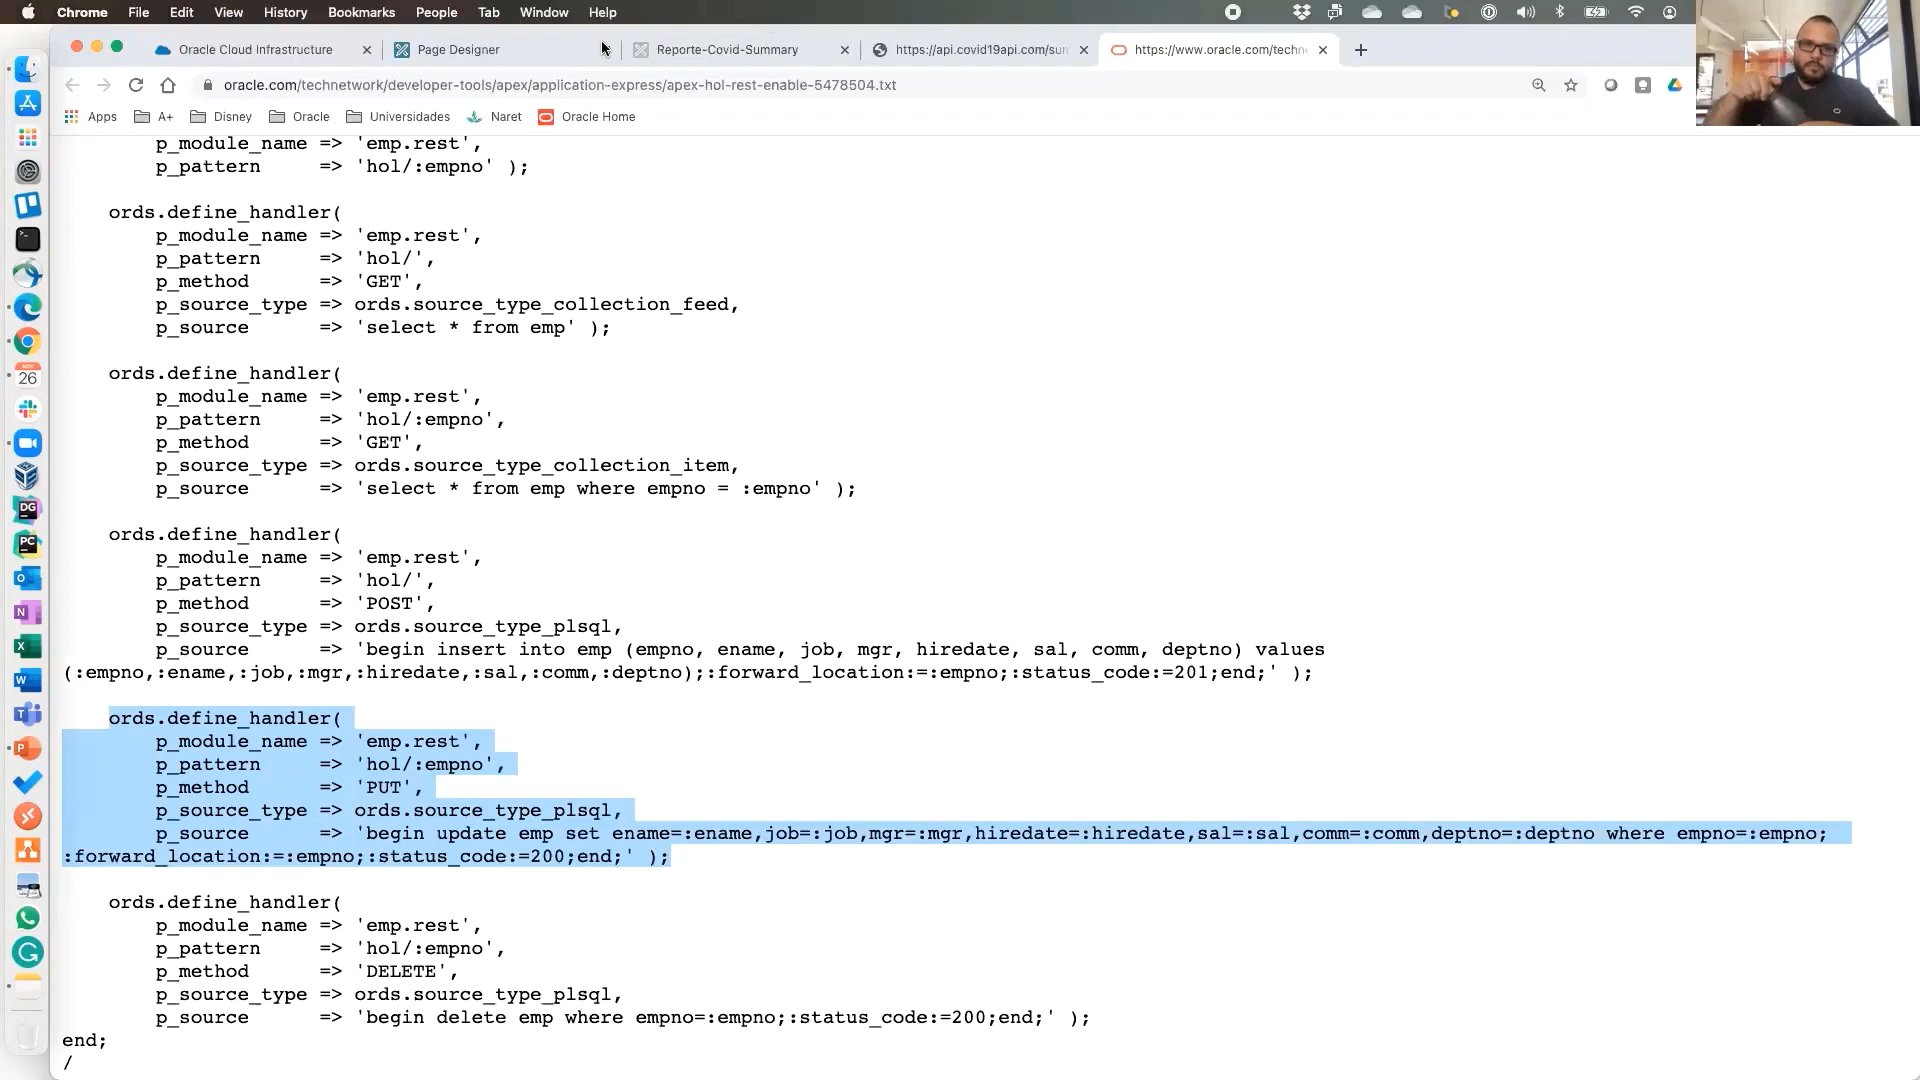 Chrome File Edit View History Bookmarks People Tab Window Help
Oracle Cloud Infrastructure
Page Designer
Reporte-Covid-Summary
https://api.covid19api.com/sun
https://www.oracle.com/techn
oracle.com/technetwork/developer-tools/apex/application-express/apex-hol-rest-enable-5478504.txt
Apps A+ Disney Oracle Universidades Naret Oracle Home
p_module_name => 'emp.rest',
p_pattern => 'hol/:empno' );
ords.define_handler(
p_module_name => 'emp.rest',
p_pattern => 'hol/',
p_method => 'GET',
p_source_type => ords.source_type_collection_feed,
p_source => 'select * from emp' );
ords.define_handler(
p_module_name => 'emp.rest',
p_pattern => 'hol/:empno',
p_method => 'GET',
p_source_type => ords.source_type_collection_item,
p_source => 'select * from emp where empno = :empno' );
ords.define_handler(
p_module_name => 'emp.rest',
p_pattern => 'hol/',
p_method => 'POST',
p_source_type => ords.source_type_plsql,
p_source => 'begin insert into emp (empno, ename, job, mgr, hiredate, sal, comm, deptno) values
(:empno,:ename,:job,:mgr,:hiredate,:sal,:comm,:deptno);:forward_location:=:empno;:status_code:=201;end;' );
ords.define_handler(
p_module_name => 'emp.rest',
p_pattern => 'hol/:empno',
p_method => 'PUT',
p_source_type => ords.source_type_plsql,
p_source => 'begin update emp set ename=:ename,job=:job,mgr=:mgr,hiredate=:hiredate,sal=:sal,comm=:comm,deptno=:deptno where empno=:empno;
:forward_location:=:empno;:status_code:=200;end;' );
ords.define_handler(
p_module_name => 'emp.rest',
p_pattern => 'hol/:empno',
p_method => 'DELETE',
p_source_type => ords.source_type_plsql,
p_source => 'begin delete emp where empno=:empno;:status_code:=200;end;' );
end;
/
NOV
26
DG
PC